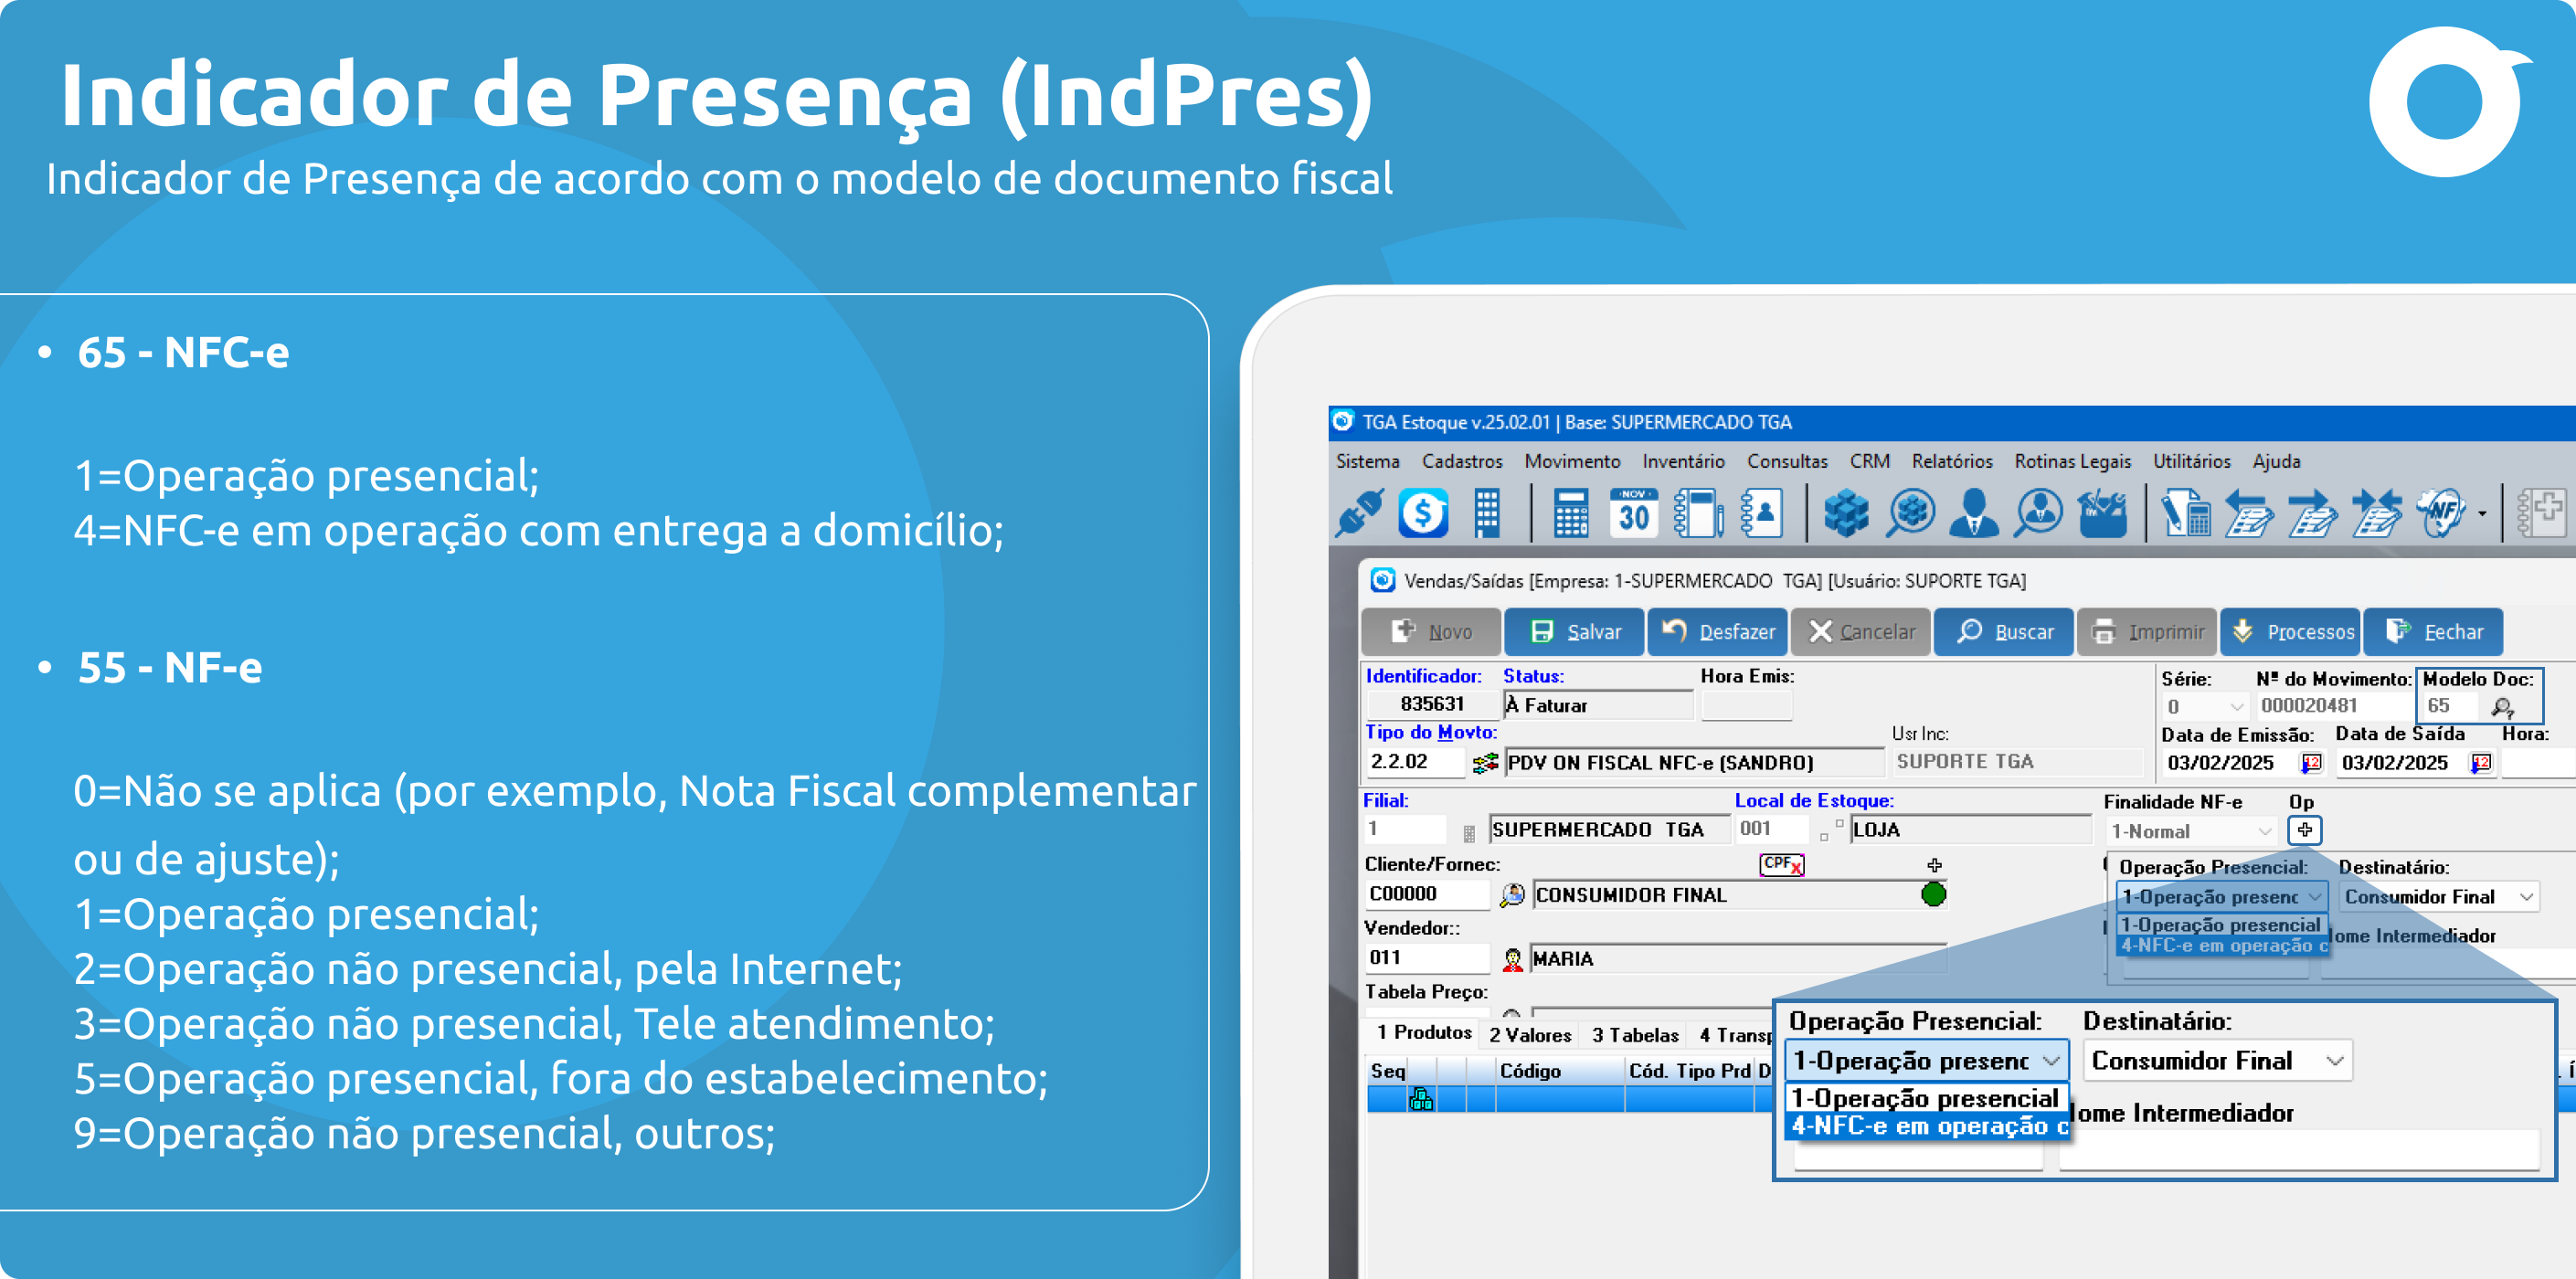 Indicador de Presença (IndPres)
Indicador de Presença de acordo com o modelo de documento fiscal
• 65 - NFC-e
1=Operação presencial;
4=NFC-e em operação com entrega a domicílio;
• 55 - NF-e
0=Não se aplica (por exemplo, Nota Fiscal complementar
ou de ajuste);
1=Operação presencial;
2=Operação não presencial, pela Internet;
3=Operação não presencial, Tele atendimento;
5=Operação presencial, fora do estabelecimento;
9=Operação não presencial, outros;
TGA Estoque v.25.02.01 | Base: SUPERMERCADO TGA
Sistema Cadastros Movimento Inventário Consultas CRM Relatórios Rotinas Legais Utilitários Ajuda
NOV
30
NF
Vendas/Saídas [Empresa: 1-SUPERMERCADO TGA] [Usuário: SUPORTE TGA]
Novo Salvar Desfazer Cancelar Buscar Imprimir Processos Fechar
Identificador: Status: Hora Emis: Série: Nº do Movimento: Modelo Doc:
835631 À Faturar 0 000020481 65
Tipo do Movto: Usr Inc: Data de Emissão: Data de Saída Hora:
2.2.02 PDV ON FISCAL NFC-e (SANDRO) SUPORTE TGA 03/02/2025 12 03/02/2025 12
Filial: Local de Estoque: Finalidade NF-e Op
1 SUPERMERCADO TGA 001 LOJA 1-Normal
Cliente/Fornec: CPF x Operação Presencial: Destinatário:
C00000 CONSUMIDOR FINAL 1-Operação presenc Consumidor Final
1-Operação presencial
Vendedor:: 4-NFC-e em operação c ome Intermediador
011 MARIA
Tabela Preço:
1 Produtos 2 Valores 3 Tabelas 4 Transp
Seq Código Cód. Tipo Prd D
Operação Presencial: Destinatário:
1-Operação presenc Consumidor Final
1-Operação presencial
4-NFC-e em operação c ome Intermediador